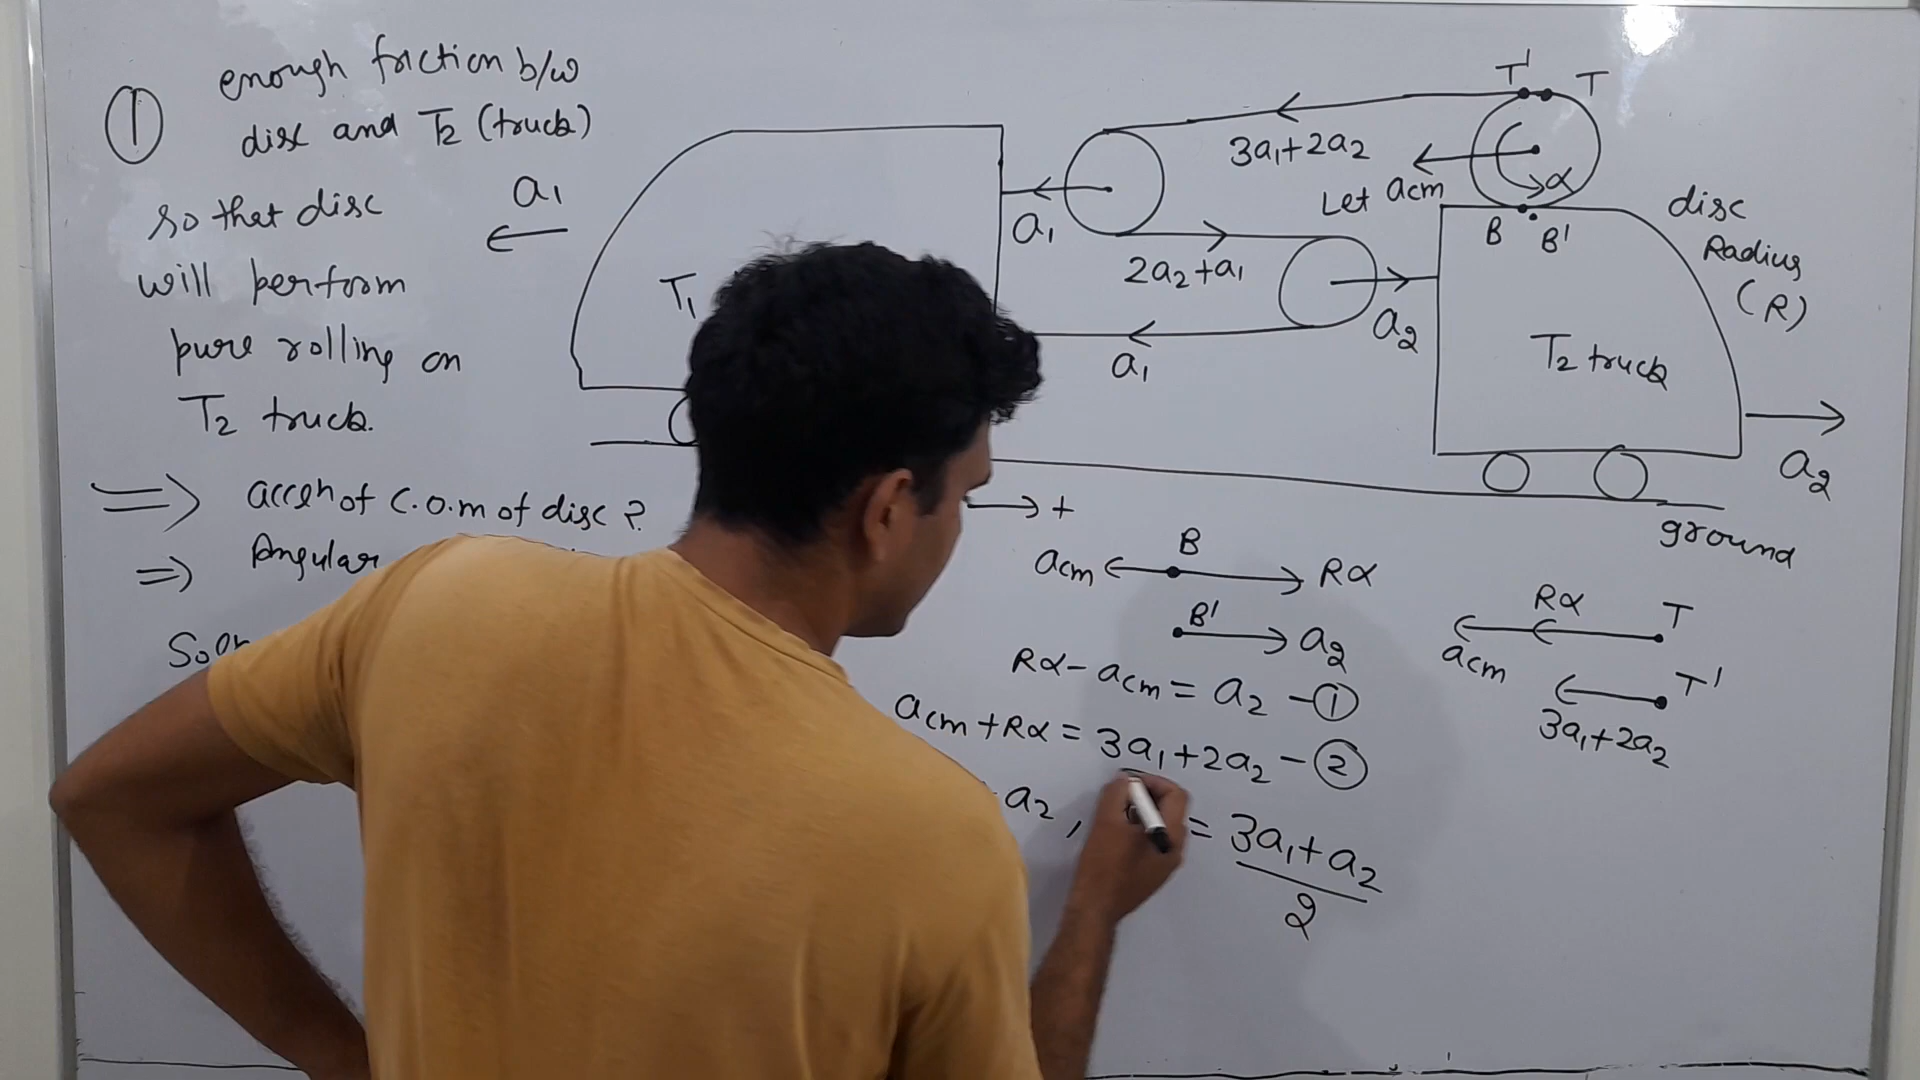 ①
enough friction b/w
disc and T2 (truck)
so that disc
will perform
pure rolling on
T2 truck.
⇒ accⁿ of C.O.M of disc ?
⇒ Angular
a1
T1
a1
2a2+a1
a1
a2
3a1+2a2
Let acm
α
T' T
B B'
disc
Radius
(R)
T2 truck
a2
ground
→ +
B
acm ← → Rα
B'
→ a2
Rα - acm = a2 - ①
acm + Rα = 3a1+2a2 - ②
a2 , = 3a1+a2
2
Rα T
acm
T'
3a1+2a2